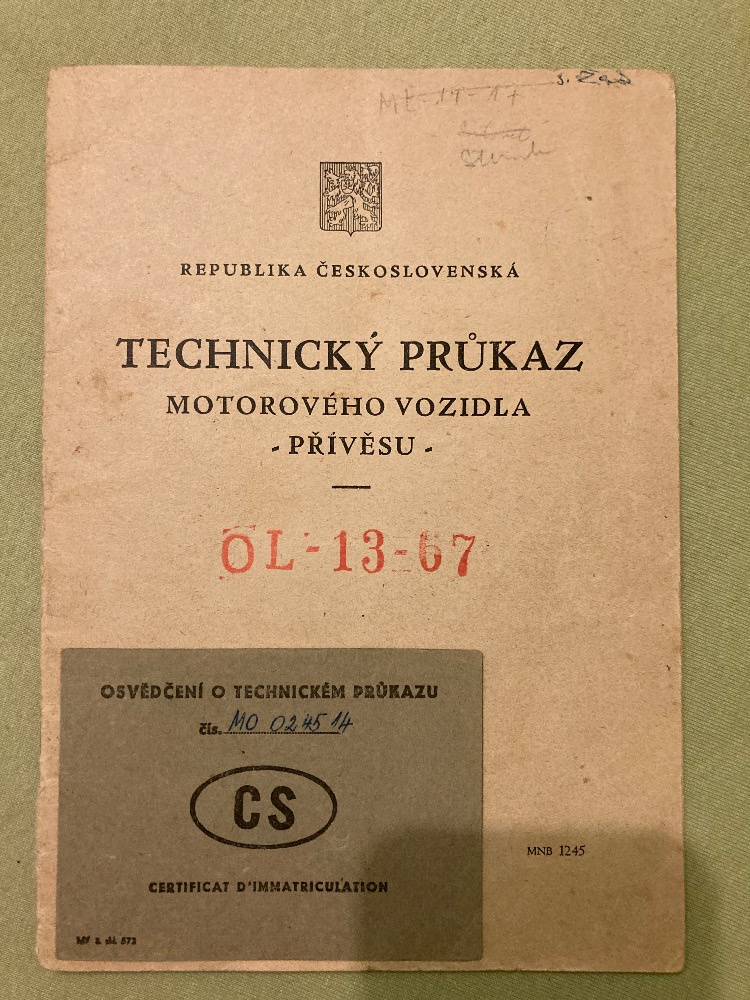 REPUBLIKA ČESKOSLOVENSKÁ
TECHNICKÝ PRŮKAZ
MOTOROVÉHO VOZIDLA
- PŘÍVĚSU -
OL-13-67
OSVĚDČENÍ O TECHNICKÉM PRŮKAZU
čís. MO 024514
CS
CERTIFICAT D'IMMATRICULATION
MNB 1245